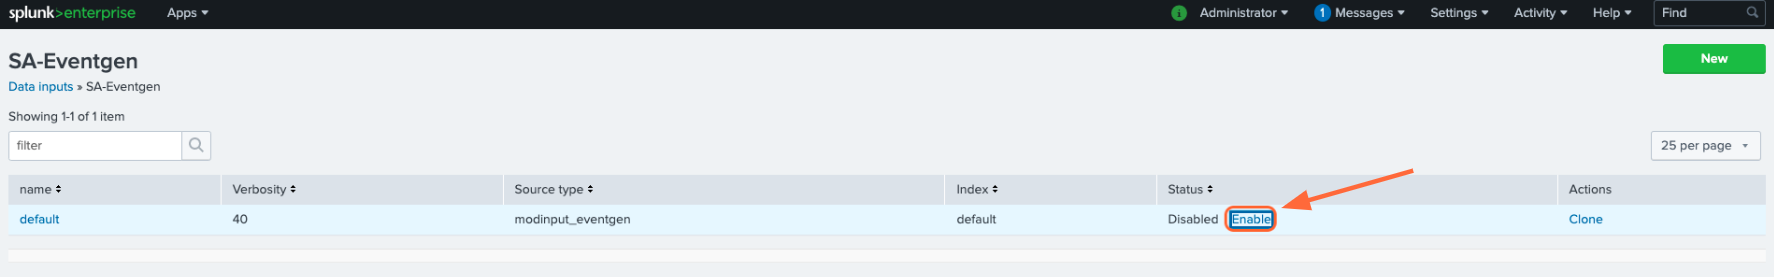 splunk>enterprise Apps i Administrator 1 Messages Settings Activity Help Find
SA-Eventgen New
Data inputs » SA-Eventgen
Showing 1-1 of 1 item
filter 25 per page
name Verbosity Source type Index Status Actions
default 40 modinput_eventgen default Disabled Enable Clone